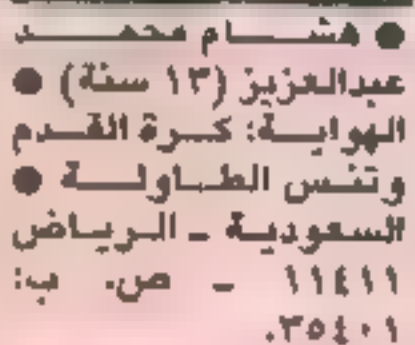 ● هشام محمد
عبدالعزيز (١٣ سنة) ●
الهواية: كرة القدم
وتنس الطاولة ●
السعودية ـ الرياض
١١٤١١ ـ ص. ب:
٣٥٤٠١.